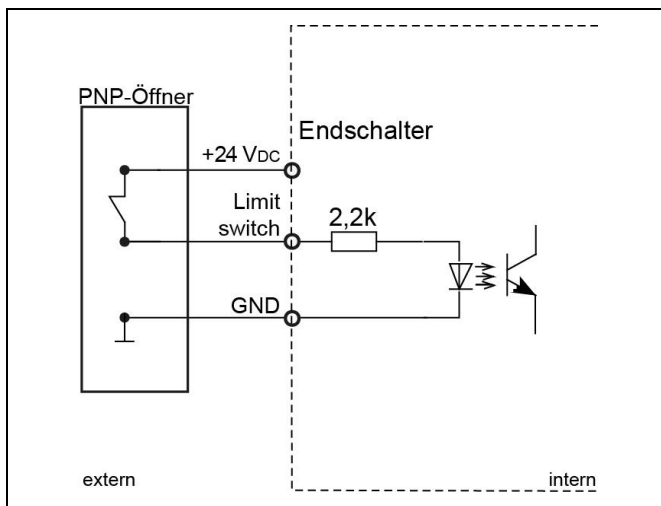 PNP-Öffner
Endschalter
+24 VDC
Limit
switch
2,2k
GND
extern
intern